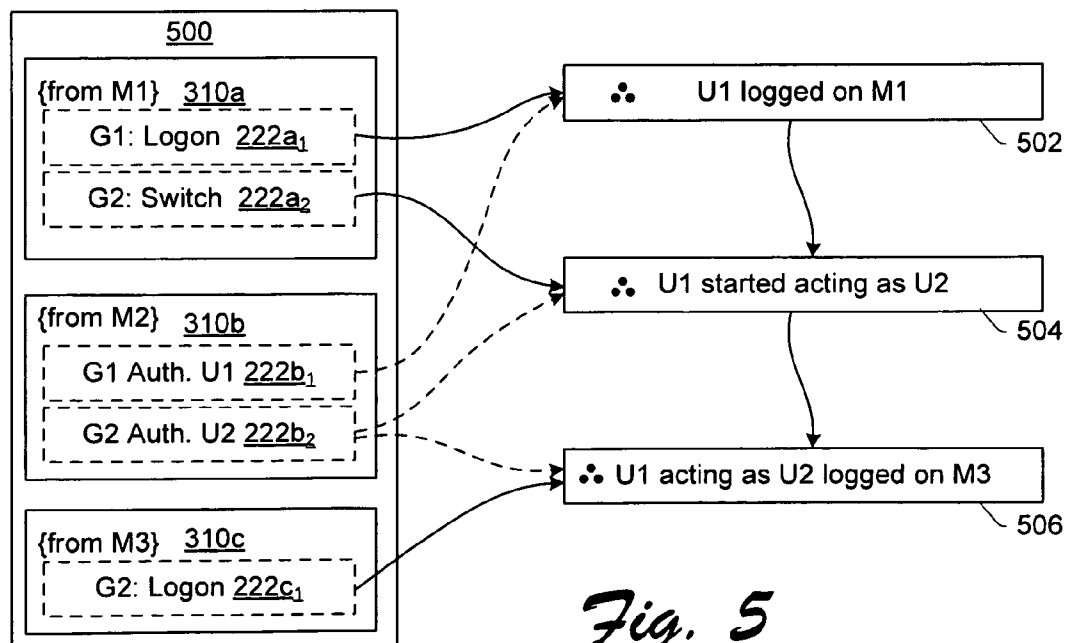 500
{from M1} 310a
G1: Logon 222a1
G2: Switch 222a2
{from M2} 310b
G1 Auth. U1 222b1
G2 Auth. U2 222b2
{from M3} 310c
G2: Logon 222c1
∴ U1 logged on M1
502
∴ U1 started acting as U2
504
∴ U1 acting as U2 logged on M3
506
Fig. 5